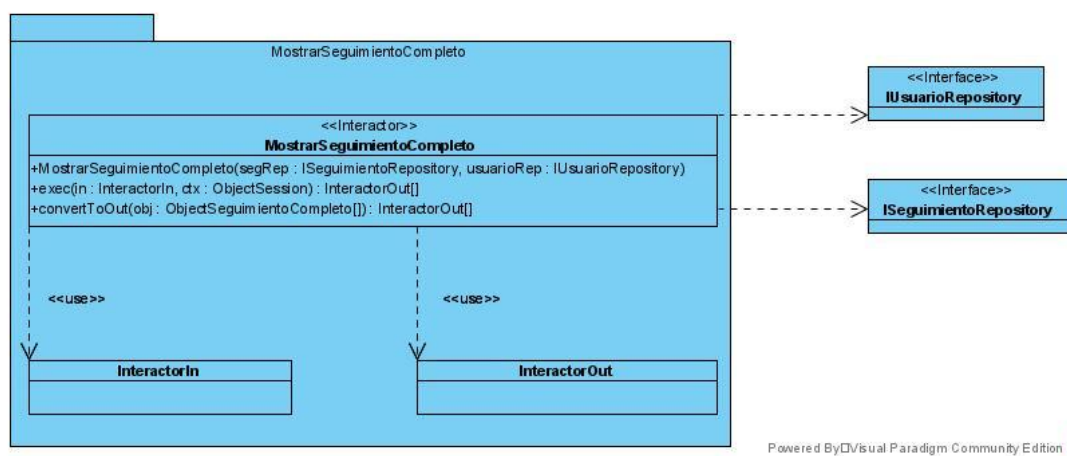 MostrarSeguimientoCompleto
<<Interactor>>
MostrarSeguimientoCompleto
+MostrarSeguimientoCompleto(segRep : ISeguimientoRepository, usuarioRep : IUsuarioRepository)
+exec(in : InteractorIn, ctx : ObjectSession) : InteractorOut[]
+convertToOut(obj : ObjectSeguimientoCompleto[]) : InteractorOut[]
<<Interface>>
IUsuarioRepository
<<Interface>>
ISeguimientoRepository
<<use>>
<<use>>
InteractorIn
InteractorOut
Powered By□Visual Paradigm Community Edition